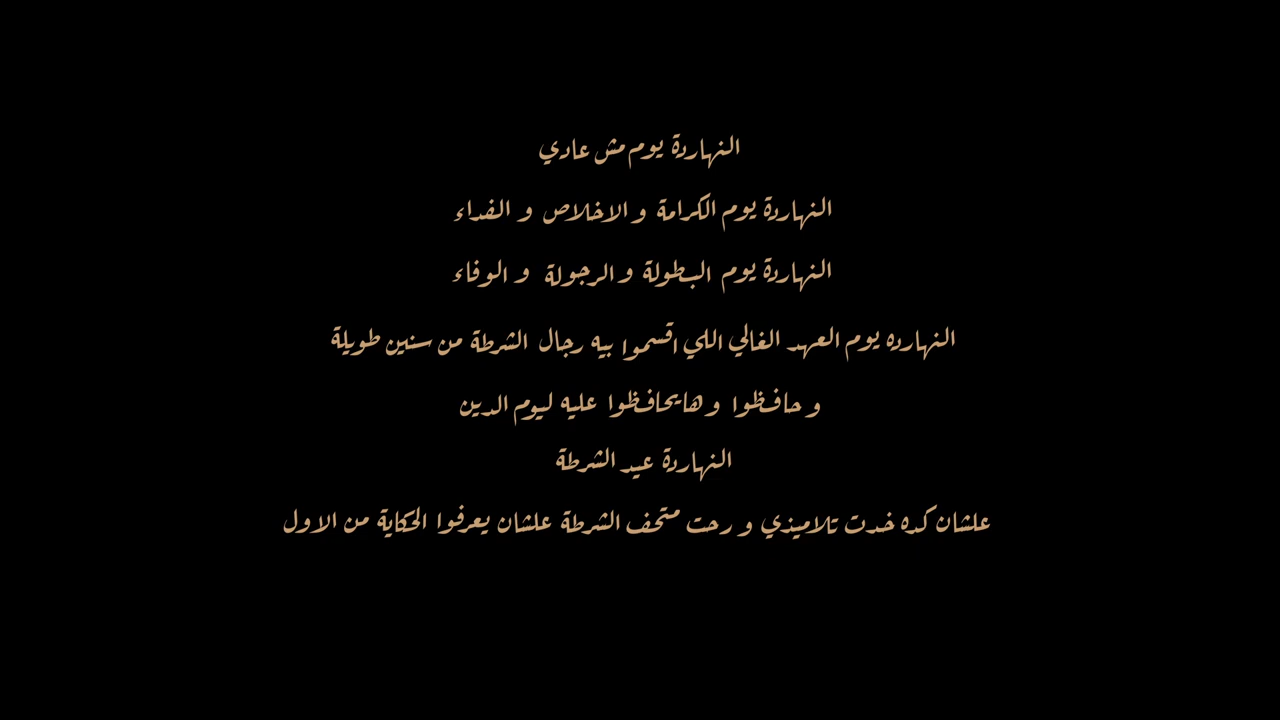 النهاردة يوم مش عادي
النهاردة يوم الكرامة و الاخلاص و الفداء
النهاردة يوم البطولة و الرجولة و الوفاء
النهارده يوم العهد الغالي اللي اقسموا بيه رجال الشرطة من سنين طويلة
و حافظوا و هايحافظوا عليه ليوم الدين
النهاردة عيد الشرطة
علشان كده خدت تلاميذي و رحت متحف الشرطة علشان يعرفوا الحكاية من الاول